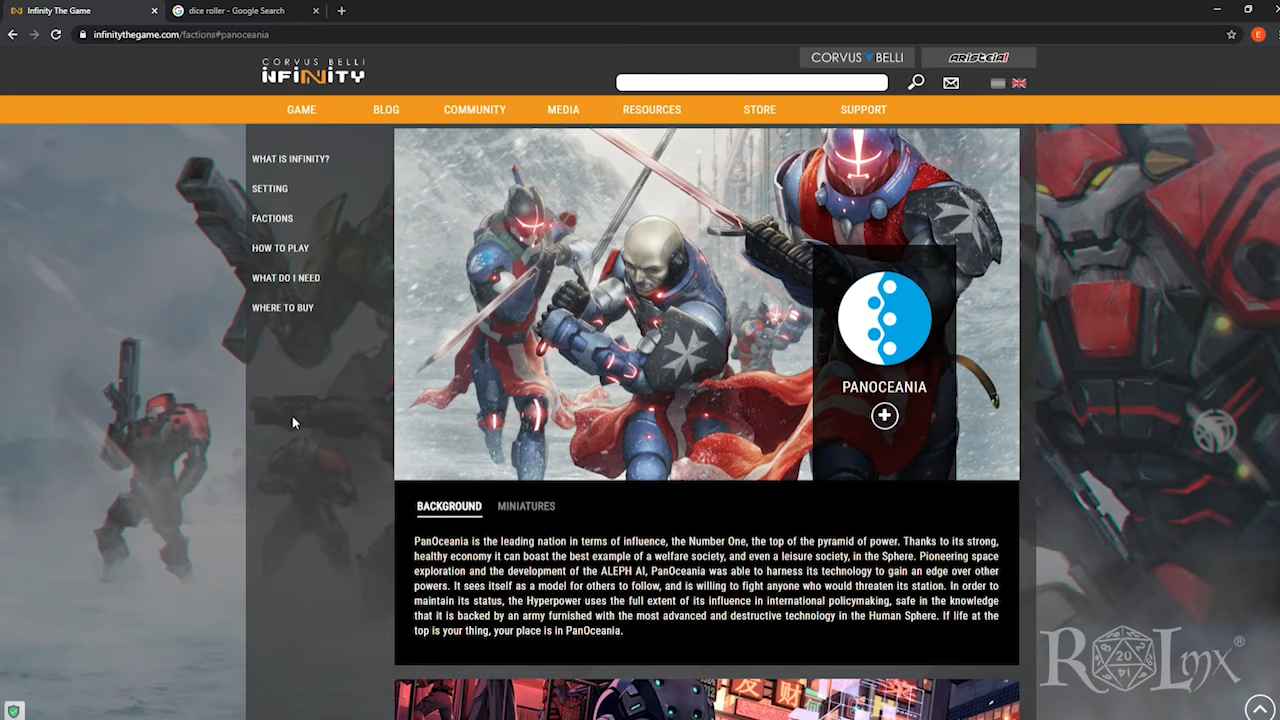 Infinity The Game
dice roller - Google Search
infinitythegame.com/factions#panoceania
E
CORVUS BELLI
INFINITY
CORVUS BELLI
ARISTEIA!
GAME
BLOG
COMMUNITY
MEDIA
RESOURCES
STORE
SUPPORT
WHAT IS INFINITY?
SETTING
FACTIONS
HOW TO PLAY
WHAT DO I NEED
WHERE TO BUY
PANOCEANIA
BACKGROUND
MINIATURES
PanOceania is the leading nation in terms of influence, the Number One, the top of the pyramid of power. Thanks to its strong,
healthy economy it can boast the best example of a welfare society, and even a leisure society, in the Sphere. Pioneering space
exploration and the development of the ALEPH AI, PanOceania was able to harness its technology to gain an edge over other
powers. It sees itself as a model for others to follow, and is willing to fight anyone who would threaten its station. In order to
maintain its status, the Hyperpower uses the full extent of its influence in international policymaking, safe in the knowledge
that it is backed by an army furnished with the most advanced and destructive technology in the Human Sphere. If life at the
top is your thing, your place is in PanOceania.
發財
ROLmx®
20